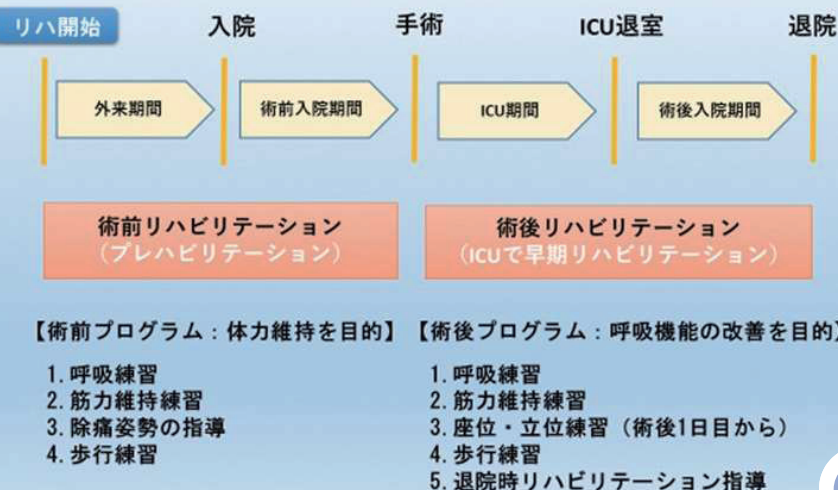 リハ開始 入院 手術 ICU退室 退院
外来期間 術前入院期間 ICU期間 術後入院期間
術前リハビリテーション
（プレハビリテーション）
術後リハビリテーション
（ICUで早期リハビリテーション）
【術前プログラム：体力維持を目的】
1. 呼吸練習
2. 筋力維持練習
3. 除痛姿勢の指導
4. 歩行練習
【術後プログラム：呼吸機能の改善を目的】
1. 呼吸練習
2. 筋力維持練習
3. 座位・立位練習（術後1日目から）
4. 歩行練習
5. 退院時リハビリテーション指導